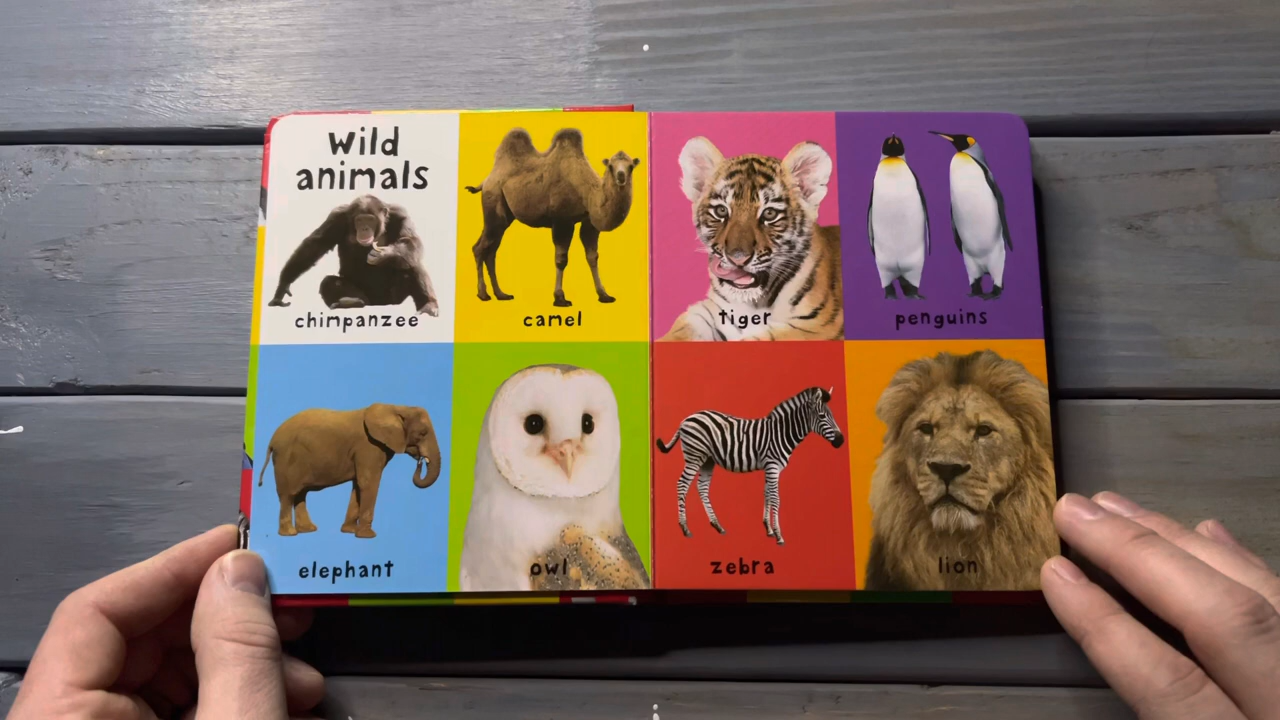 Wild
animals
chimpanzee
camel
tiger
penguins
elephant
owl
zebra
lion